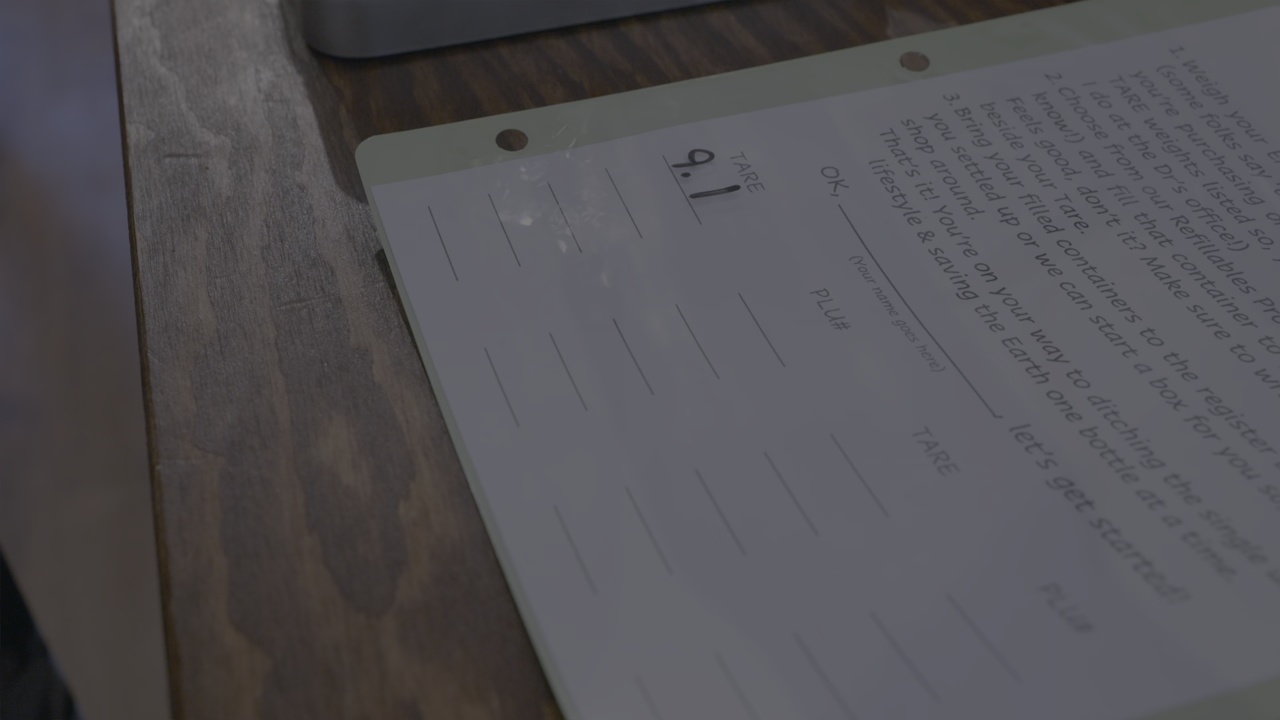 1. Weigh your
(some folks say
you're purchasing
TARE weights listed so,
I do at the Dr's office!)
2. Choose from our Refillables
know!) and fill that container to
Feels good, don't it? Make sure to
beside your Tare.
3. Bring your filled containers to the register
you settled up or we can start a box for you
shop around.
That's it! You're on your way to ditching the single
lifestyle & saving the Earth one bottle at a time.
OK, let's get started!
(Your name goes here)
TARE PLU# TARE PLU#
9.1